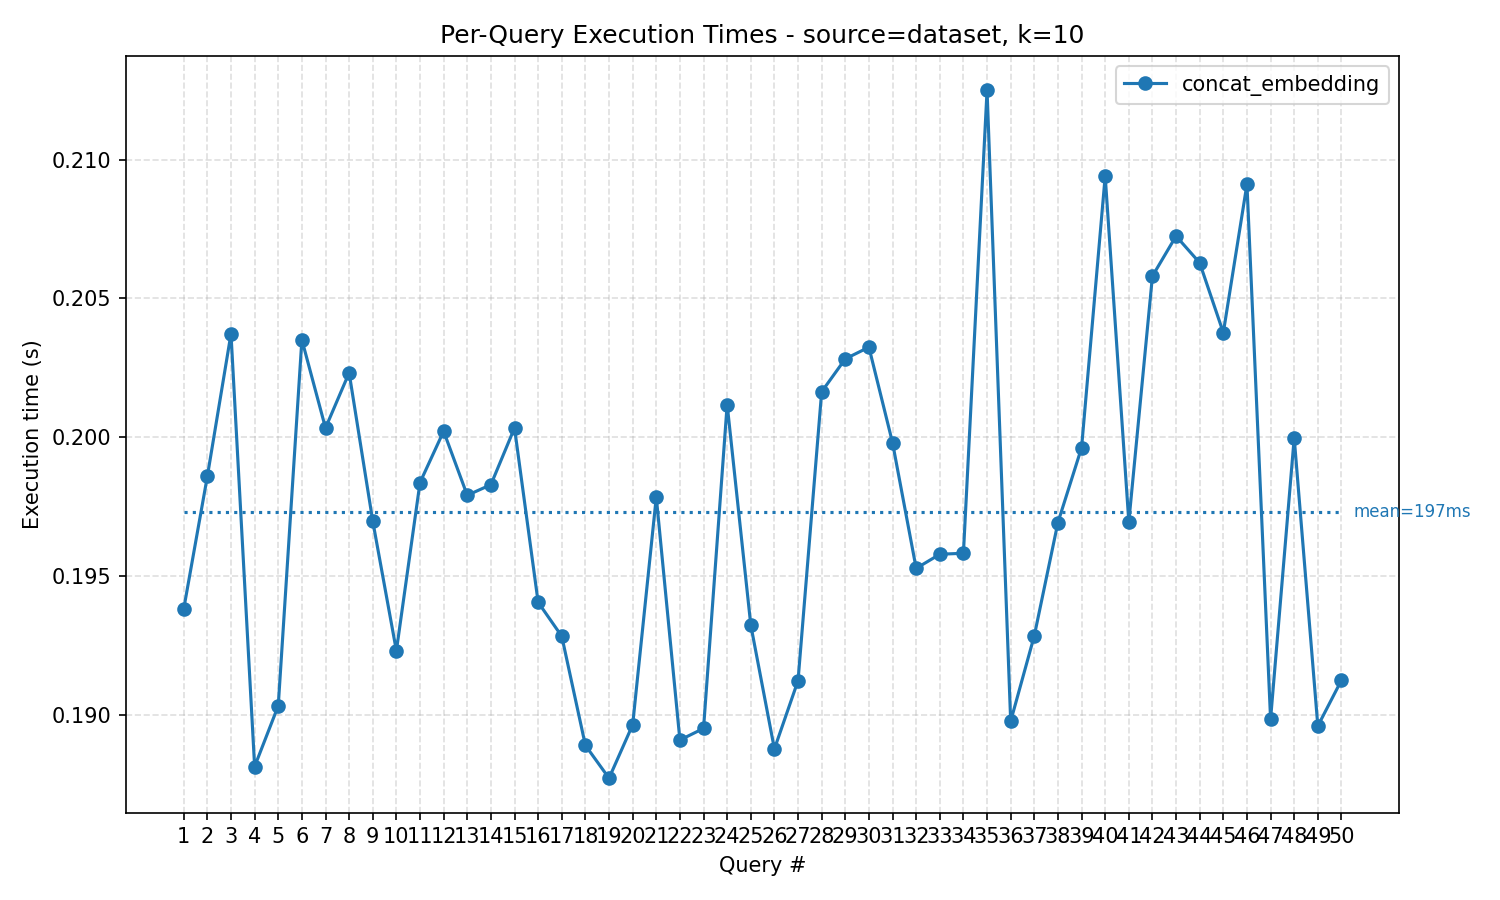 Per-Query Execution Times - source=dataset, k=10
concat_embedding
0.210
0.205
0.200
0.195
0.190
Execution time (s)
mean=197ms
1 2 3 4 5 6 7 8 9 10 11 12 13 14 15 16 17 18 19 20 21 22 23 24 25 26 27 28 29 30 31 32 33 34 35 36 37 38 39 40 41 42 43 44 45 46 47 48 49 50
Query #